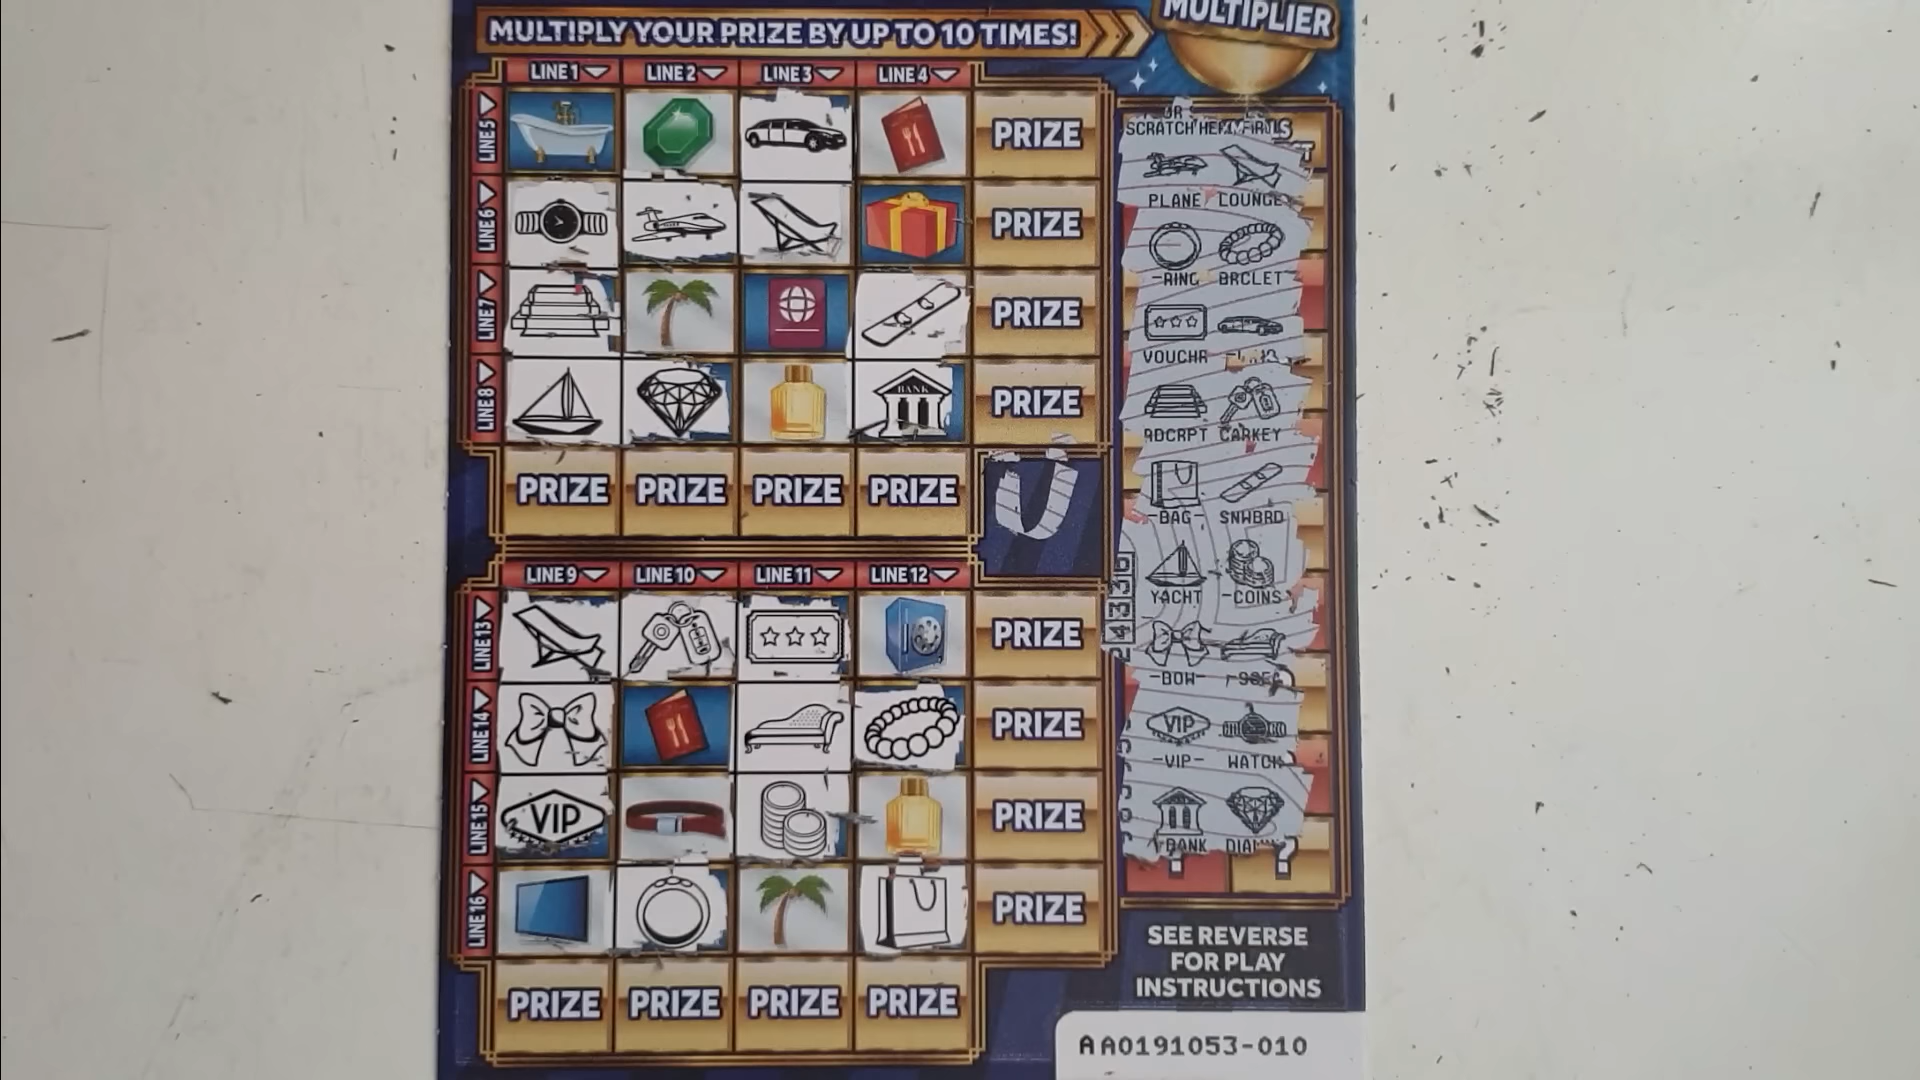 MULTIPLIER
MULTIPLY YOUR PRIZE BY UP TO 10 TIMES!
LINE 1 LINE 2 LINE 3 LINE 4
LINE 5 PRIZE
LINE 6 PRIZE
LINE 7 PRIZE
LINE 8 BANK PRIZE
PRIZE PRIZE PRIZE PRIZE
LINE 9 LINE 10 LINE 11 LINE 12
LINE 13 PRIZE
LINE 14 PRIZE
LINE 15 VIP PRIZE
LINE 16 PRIZE
PRIZE PRIZE PRIZE PRIZE
SCRATCH
PLANE LOUNGE
RING BRCLET
VOUCHR
RDCRPT CARKEY
BAG SNWBRD
YACHT COINS
BOW
VIP
VIP WATCH
BANK
? ?
SEE REVERSE
FOR PLAY
INSTRUCTIONS
AA0191053-010